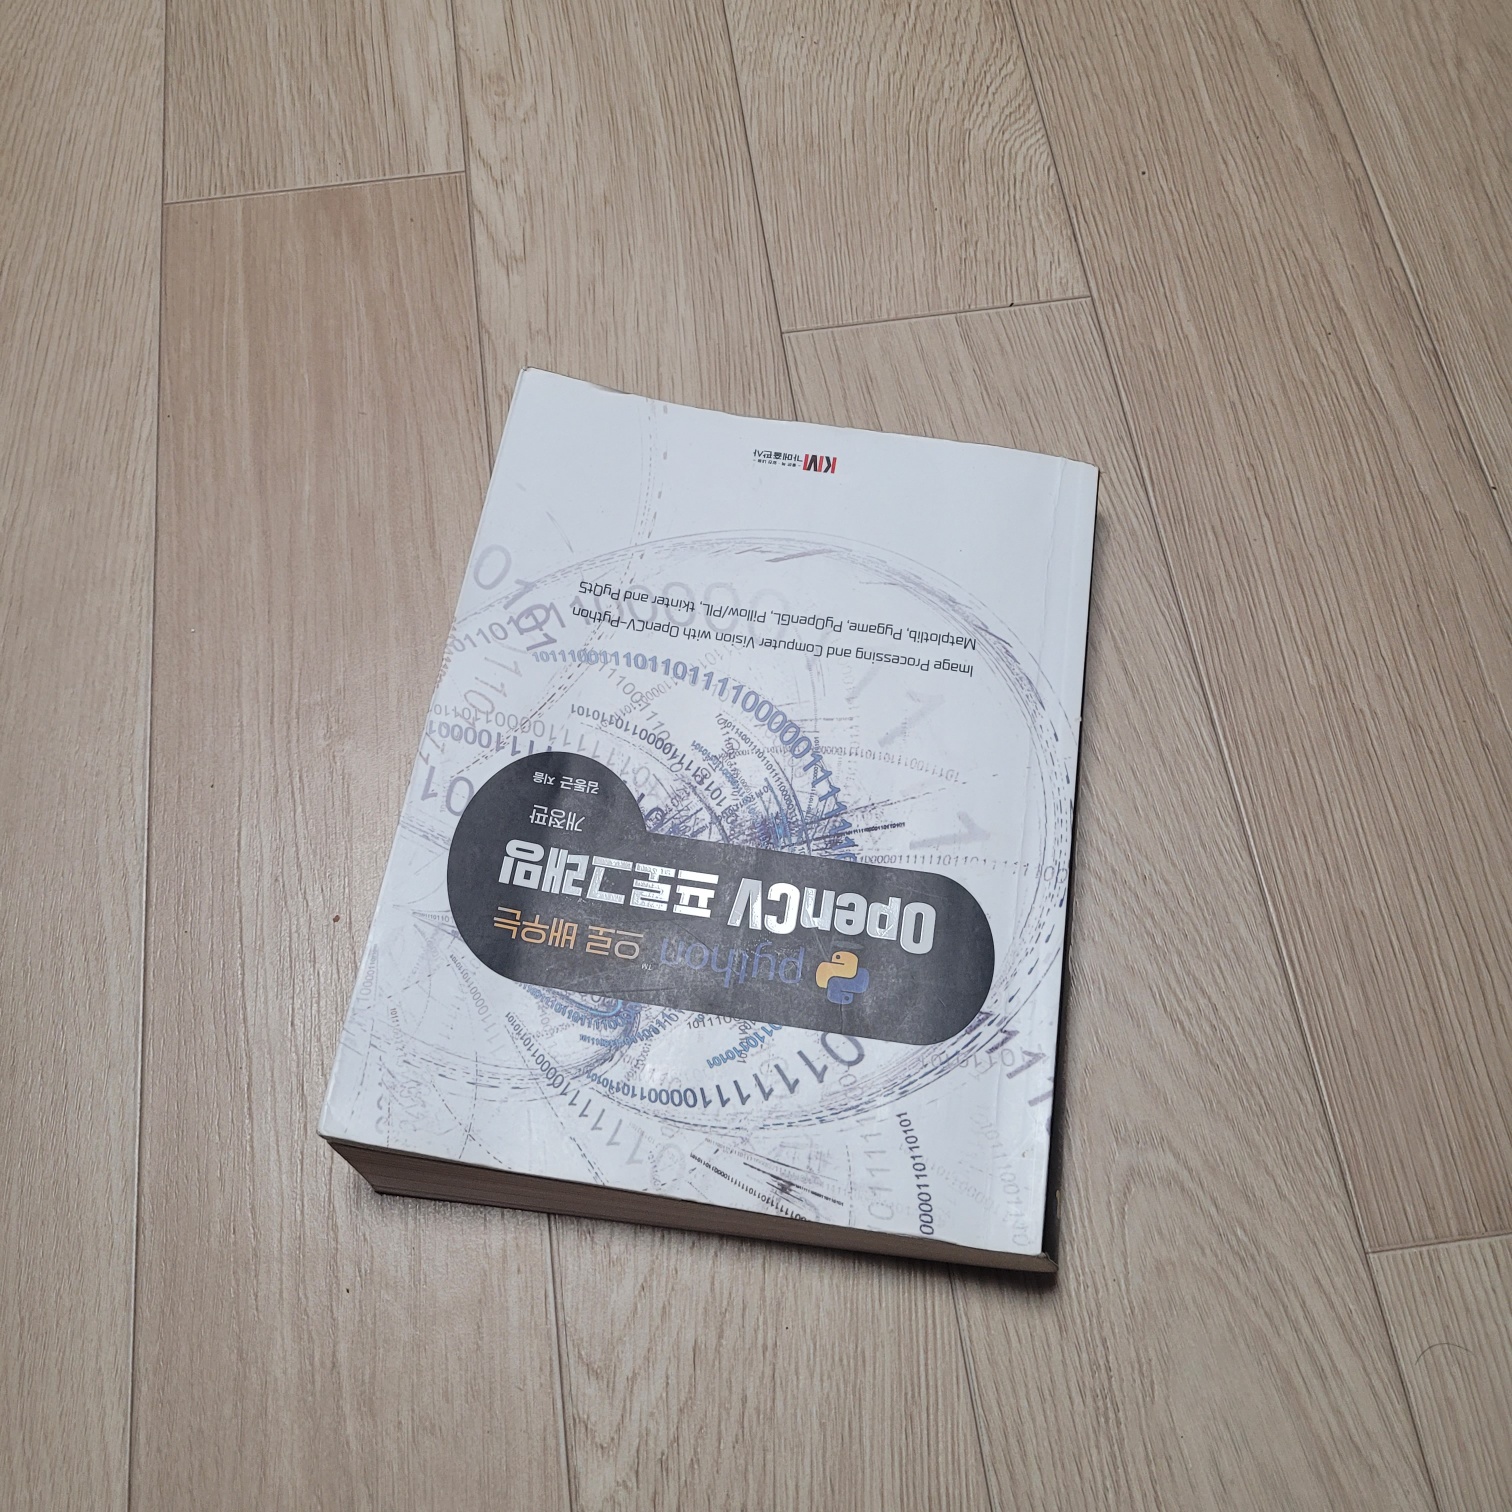 python™ 으로 배우는
OpenCV 프로그래밍
개정판
김동근 지음
Image Processing and Computer Vision with OpenCV-Python
Matplotlib, Pygame, PyOpenGL, Pillow/PIL, tkinter and PyQt5
KM 가메출판사